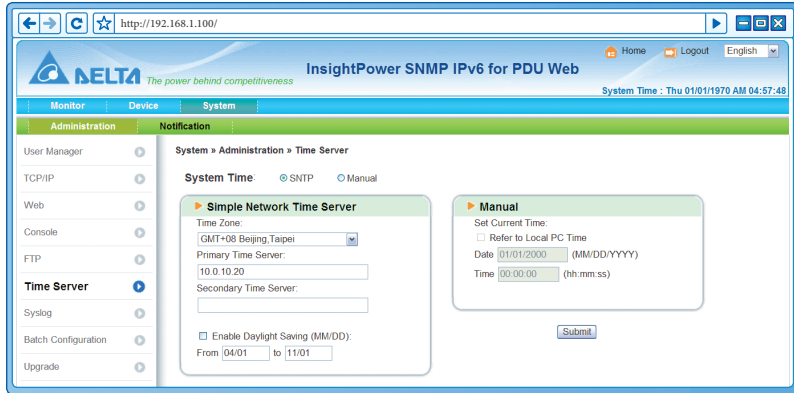 http://192.168.1.100/
Home Logout English
DELTA The power behind competitiveness
InsightPower SNMP IPv6 for PDU Web
System Time : Thu 01/01/1970 AM 04:57:48
Monitor Device System
Administration Notification
User Manager
TCP/IP
Web
Console
FTP
Time Server
Syslog
Batch Configuration
Upgrade
System » Administration » Time Server
System Time: SNTP Manual
Simple Network Time Server
Time Zone:
GMT+08 Beijing,Taipei
Primary Time Server:
10.0.10.20
Secondary Time Server:
Enable Daylight Saving (MM/DD):
From 04/01 to 11/01
Manual
Set Current Time:
Refer to Local PC Time
Date 01/01/2000 (MM/DD/YYYY)
Time 00:00:00 (hh:mm:ss)
Submit